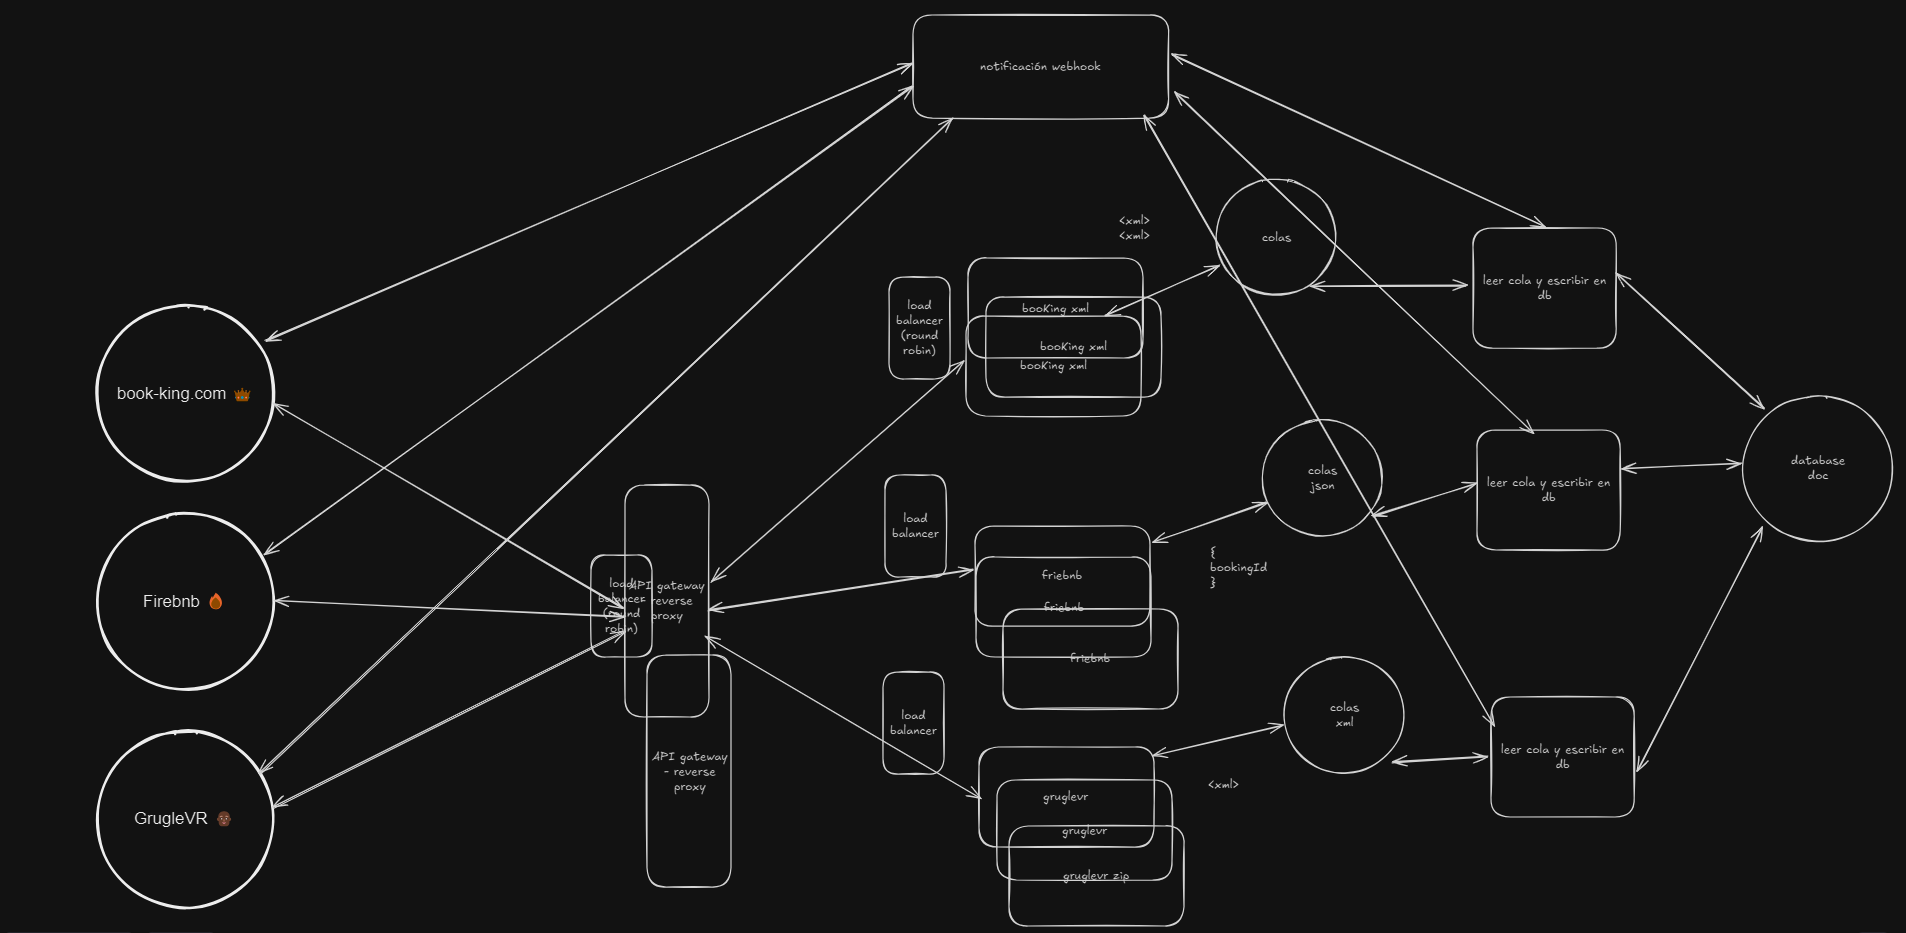 notificación webhook
<xml>
<xml>
colas
load
balancer
(round
robin)
booKing xml
booKing xml
booKing xml
leer cola y escribir en
db
book-king.com 👑
colas
json
leer cola y escribir en
db
database
doc
load
balancer
friebnb
friebnb
friebnb
{
bookingId
}
Firebnb 🔥
load
balancer
(round
robin)
API gateway
reverse
proxy
load
balancer
colas
xml
leer cola y escribir en
db
API gateway
- reverse
proxy
<xml>
gruglevr
gruglevr
gruglevr zip
GrugleVR